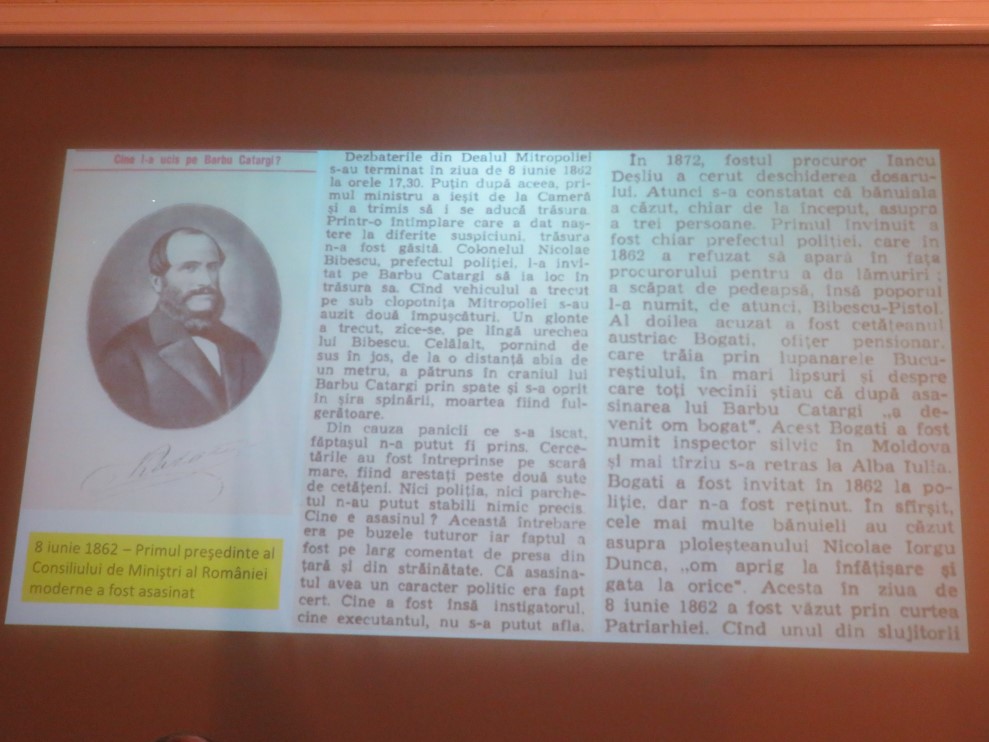 Cine l-a ucis pe Barbu Catargi?
8 iunie 1862 – Primul președinte al
Consiliului de Miniștri al României
moderne a fost asasinat
Dezbaterile din Dealul Mitropoliei
s-au terminat în ziua de 8 iunie 1862
la orele 17,30. Puțin după aceea, pri-
mul ministru a ieșit de la Cameră
și a trimis să i se aducă trăsura.
Printr-o întîmplare care a dat naș-
tere la diferite suspiciuni, trăsura
n-a fost găsită. Colonelul Nicolae
Bibescu, prefectul poliției, l-a invi-
tat pe Barbu Catargi să ia loc în
trăsura sa. Cînd vehiculul a trecut
pe sub clopotnița Mitropoliei s-au
auzit două împușcături. Un glonte
a trecut, zice-se, pe lîngă urechea
lui Bibescu. Celălalt, pornind de
sus în jos, de la o distanță abia de
un metru, a pătruns în craniul lui
Barbu Catargi prin spate și s-a oprit
în șira spinării, moartea fiind ful-
gerătoare.
Din cauza panicii ce s-a iscat,
făptașul n-a putut fi prins. Cerce-
tările au fost întreprinse pe scară
mare, fiind arestați peste două sute
de cetățeni. Nici poliția, nici parche-
tul n-au putut stabili nimic precis.
Cine e asasinul? Această întrebare
era pe buzele tuturor iar faptul a
fost pe larg comentat de presa din
țară și din străinătate. Că asasina-
tul avea un caracter politic era fapt
cert. Cine a fost însă instigatorul,
cine executantul, nu s-a putut afla.
În 1872, fostul procuror Iancu
Deșliu a cerut deschiderea dosaru-
lui. Atunci s-a constatat că bănuiala
a căzut, chiar de la început, asupra
a trei persoane. Primul învinuit a
fost chiar prefectul poliției, care în
1862 a refuzat să apară în fața
procurorului pentru a da lămuriri;
a scăpat de pedeapsă, însă poporul
l-a numit, de atunci, Bibescu-Pistol.
Al doilea acuzat a fost cetățeanul
austriac Bogati, ofițer pensionar,
care trăia prin lupanarele Bucu-
reștiului, în mari lipsuri și despre
care toți vecinii știau că după asa-
sinarea lui Barbu Catargi „a de-
venit om bogat". Acest Bogati a fost
numit inspector silvic în Moldova
și mai tîrziu s-a retras la Alba Iulia.
Bogati a fost invitat în 1862 la po-
liție, dar n-a fost reținut. În sfîrșit,
cele mai multe bănuieli au căzut
asupra ploieșteanului Nicolae Iorgu
Dunca, „om aprig la înfățișare și
gata la orice". Acesta în ziua de
8 iunie 1862 a fost văzut prin curtea
Patriarhiei. Cînd unul din slujitorii